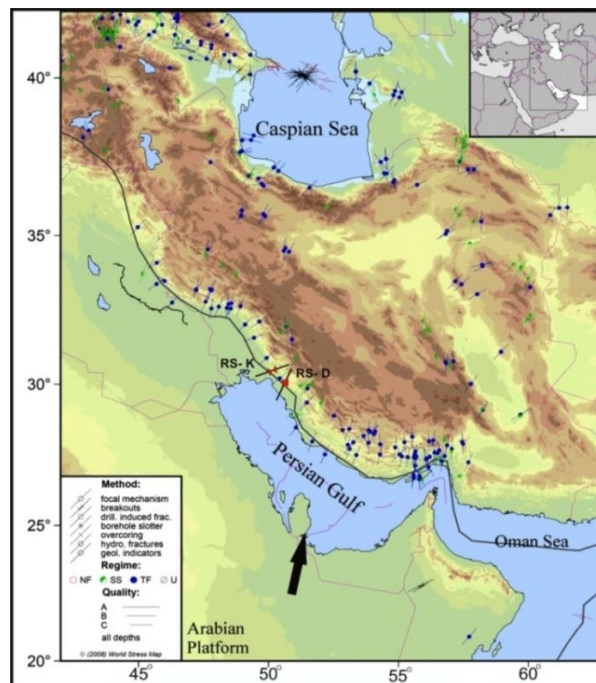 40°
Caspian Sea
35°
RS- K
RS- D
30°
Persian Gulf
Method:
focal mechanism
breakouts
drill. induced frac.
borehole slotter
overcoring
hydro. fractures
geol. indicators
Regime:
NF SS TF U
Quality:
A
B
C
all depths
© (2008) World Stress Map
25°
Oman Sea
Arabian
Platform
20°
45° 50° 55° 60°